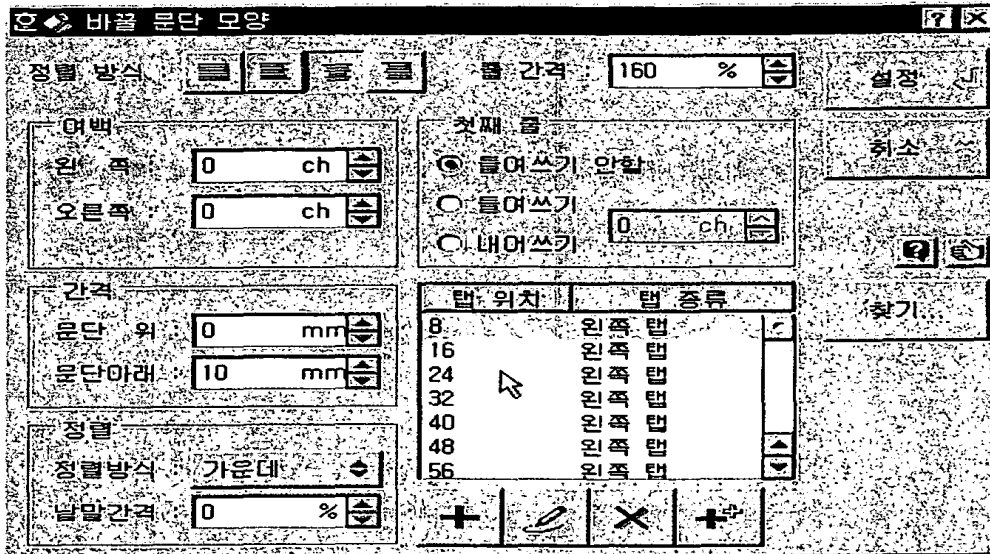 호 바꿀 문단 모양
정렬 방식 : 줄 간격 : 160 %
설정
여백
왼 쪽 : 0 ch
오른쪽 : 0 ch
첫째 줄
들여쓰기 안함
들여쓰기
내어쓰기
0 ch
취소
간격
문단 위 : 0 mm
문단아래 : 10 mm
탭 위치 탭 종류
8 왼쪽 탭
16 왼쪽 탭
24 왼쪽 탭
32 왼쪽 탭
40 왼쪽 탭
48 왼쪽 탭
56 왼쪽 탭
찾기...
정렬
정렬방식 : 가운데
낱말간격 : 0 %